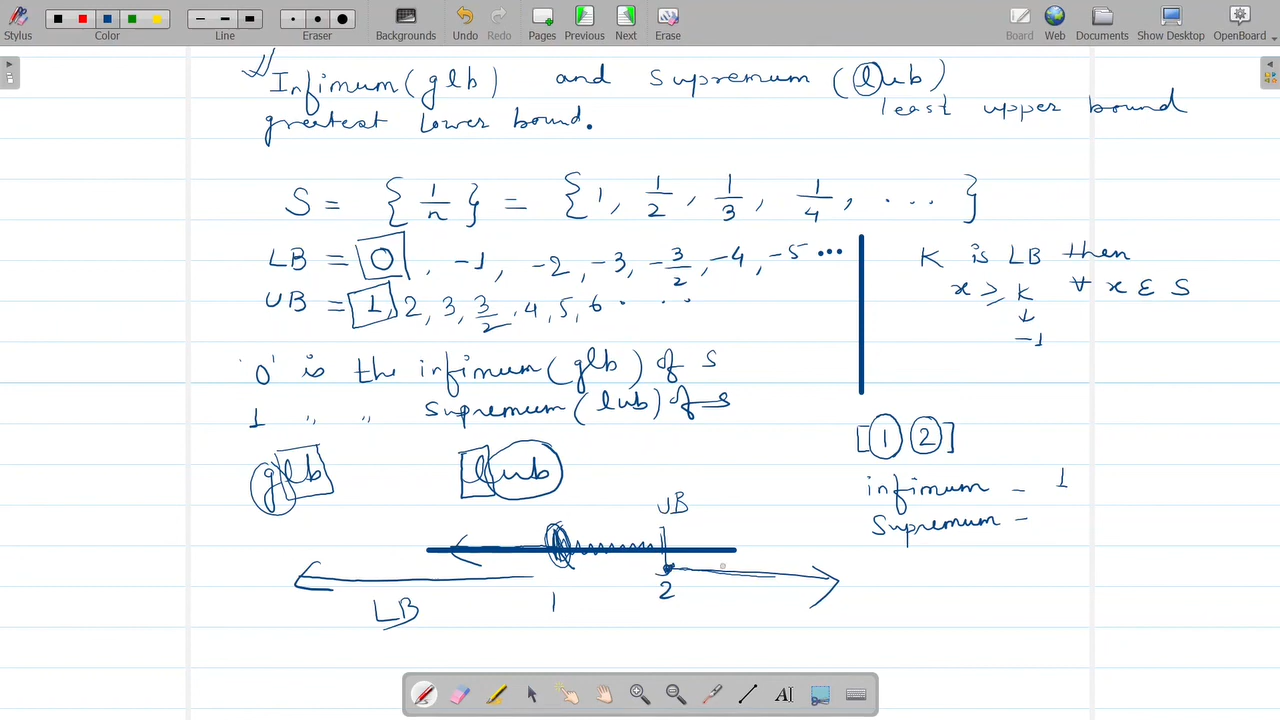 Stylus Color Line Eraser Backgrounds Undo Redo Pages Previous Next Erase Board Web Documents Show Desktop OpenBoard
1) Infimum (glb) and Supremum (lub)
greatest lower bound. least upper bound
S = { 1/n } = { 1, 1/2, 1/3, 1/4, ... }
LB = 0, -1, -2, -3, -3/2, -4, -5 ...
UB = 1, 2, 3, 3/2, 4, 5, 6 . . .
K is LB then
x ≥ K ∀ x ε S
↓
-1
'0' is the infimum (glb) of S
1 " " supremum (lub) of S
glb lub
[1 2]
infimum - 1
Supremum -
UB
1 2
LB